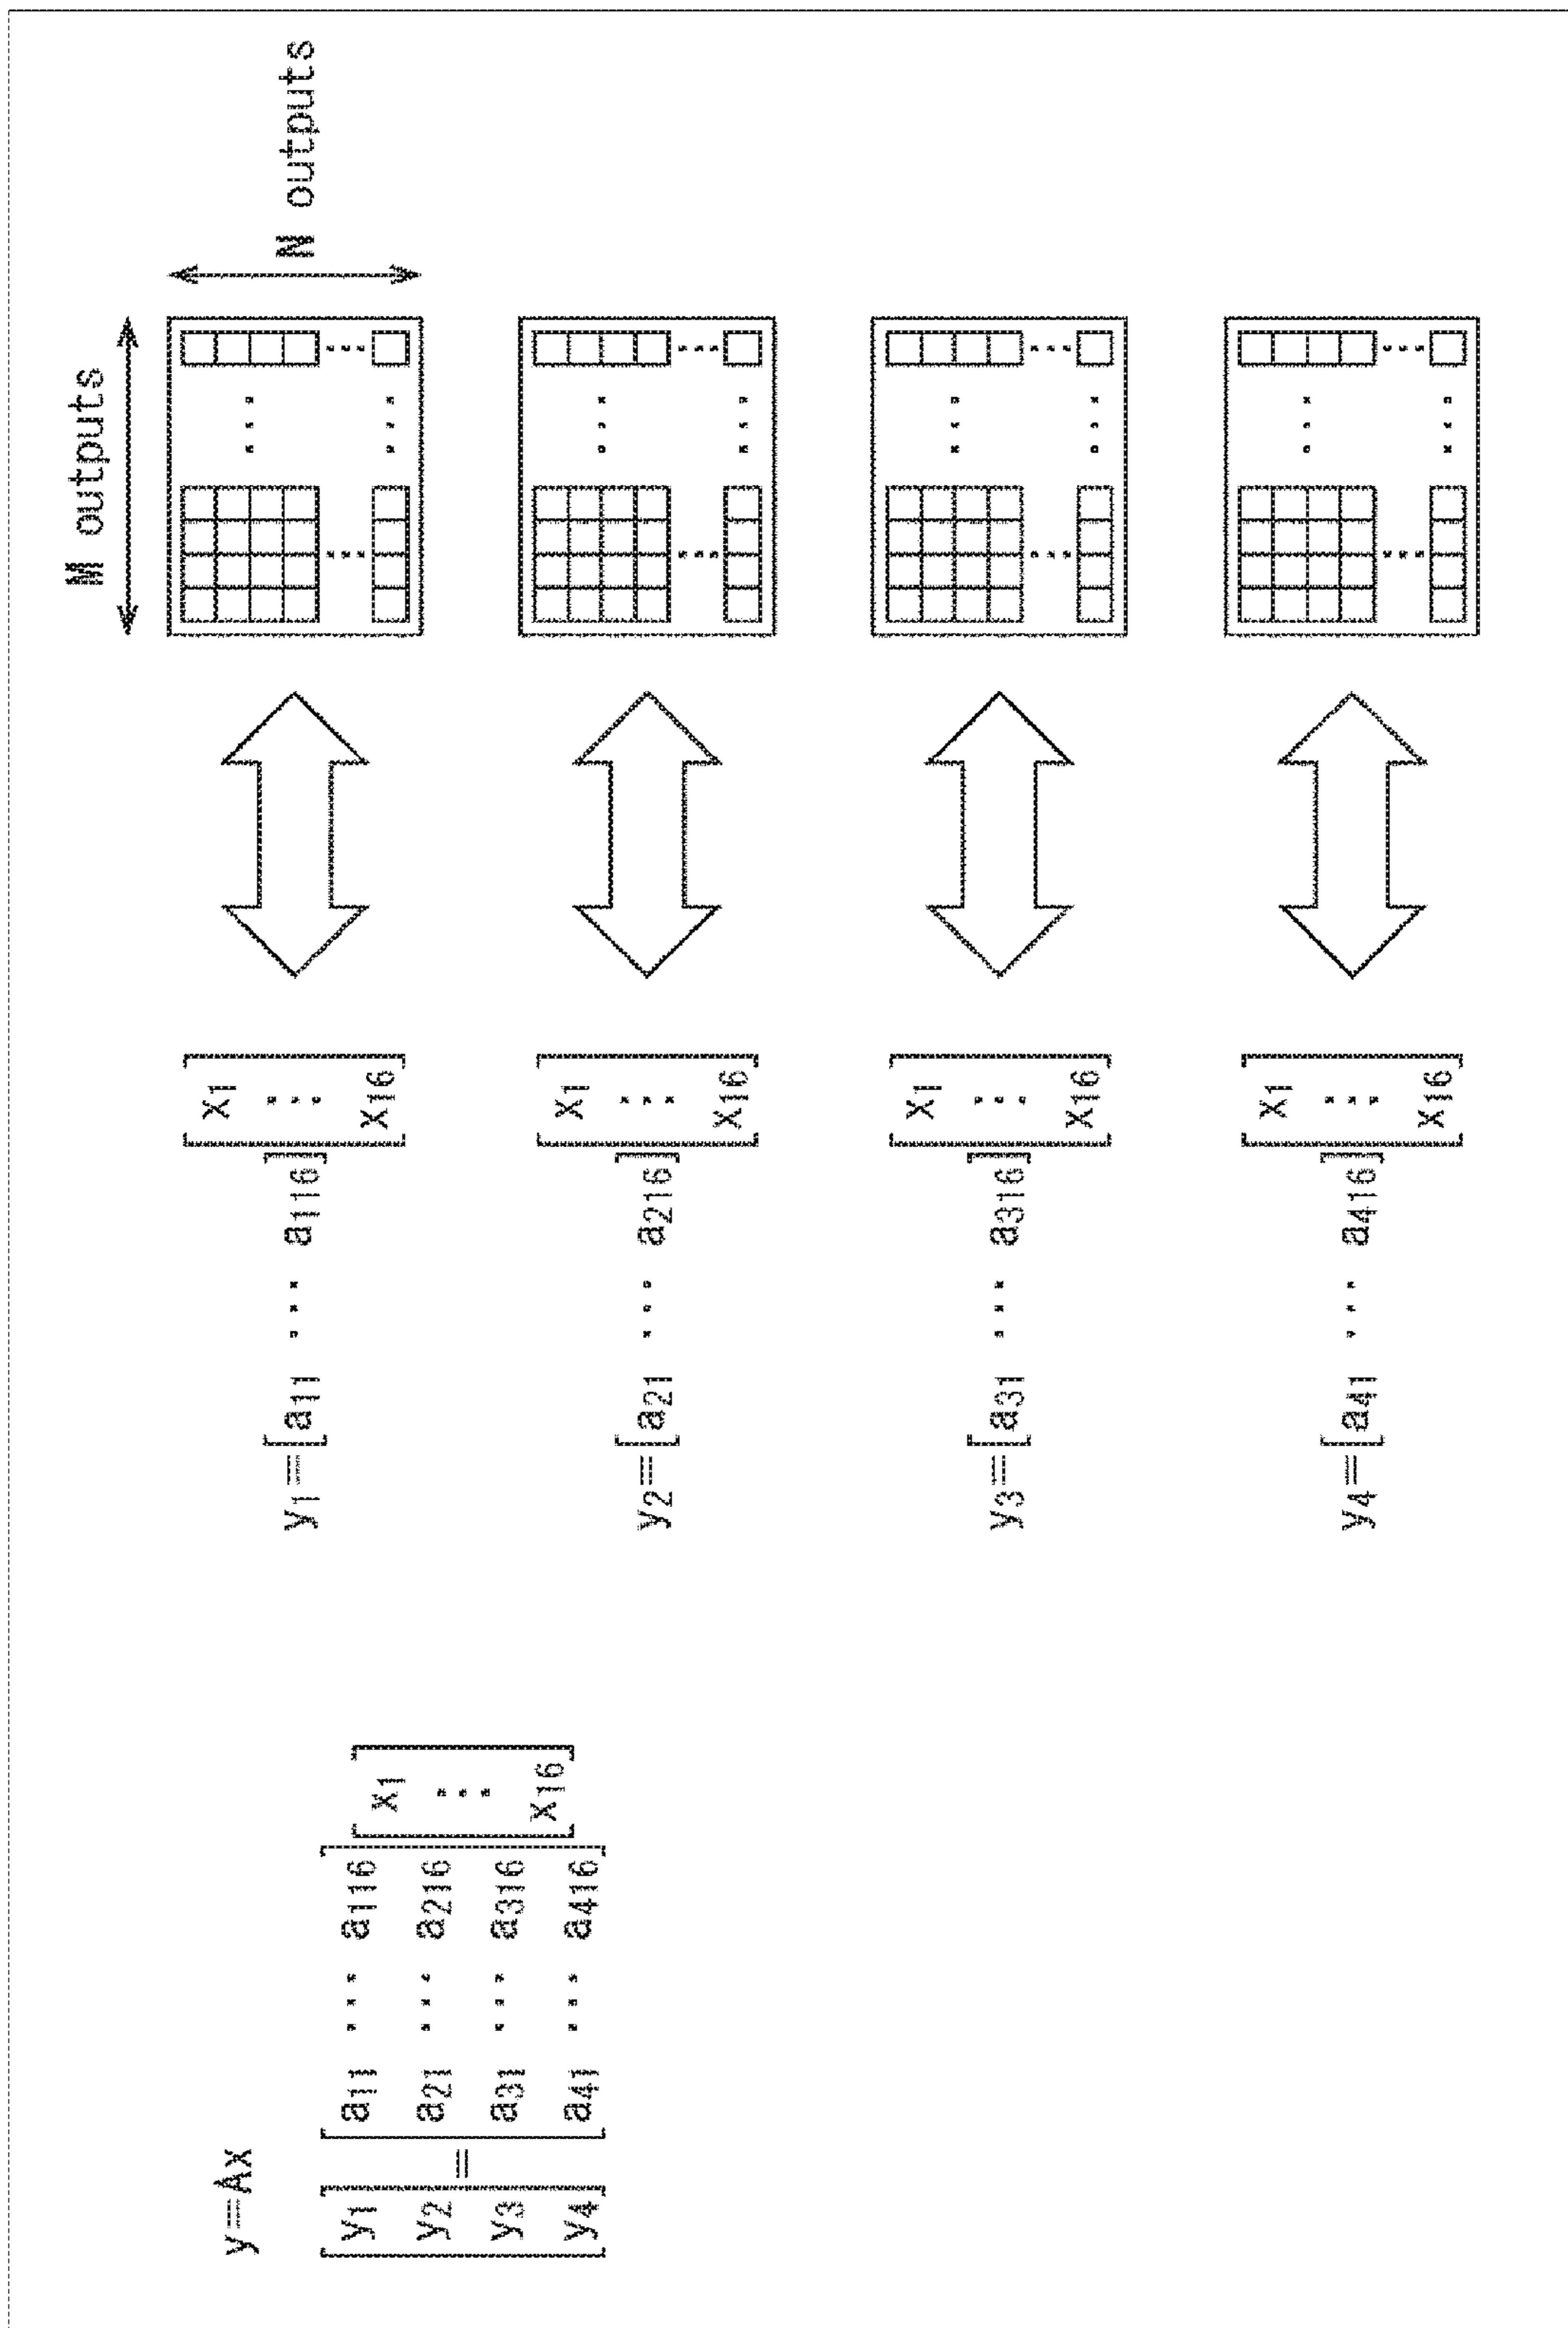 y=Ax
[y1 y2 y3 y4] = [a11 ··· a116
a21 ··· a216
a31 ··· a316
a41 ··· a416] [x1 ⋮ x16]
y1=[a11 ··· a116] [x1 ⋮ x16]
y2=[a21 ··· a216] [x1 ⋮ x16]
y3=[a31 ··· a316] [x1 ⋮ x16]
y4=[a41 ··· a416] [x1 ⋮ x16]
M outputs
N outputs